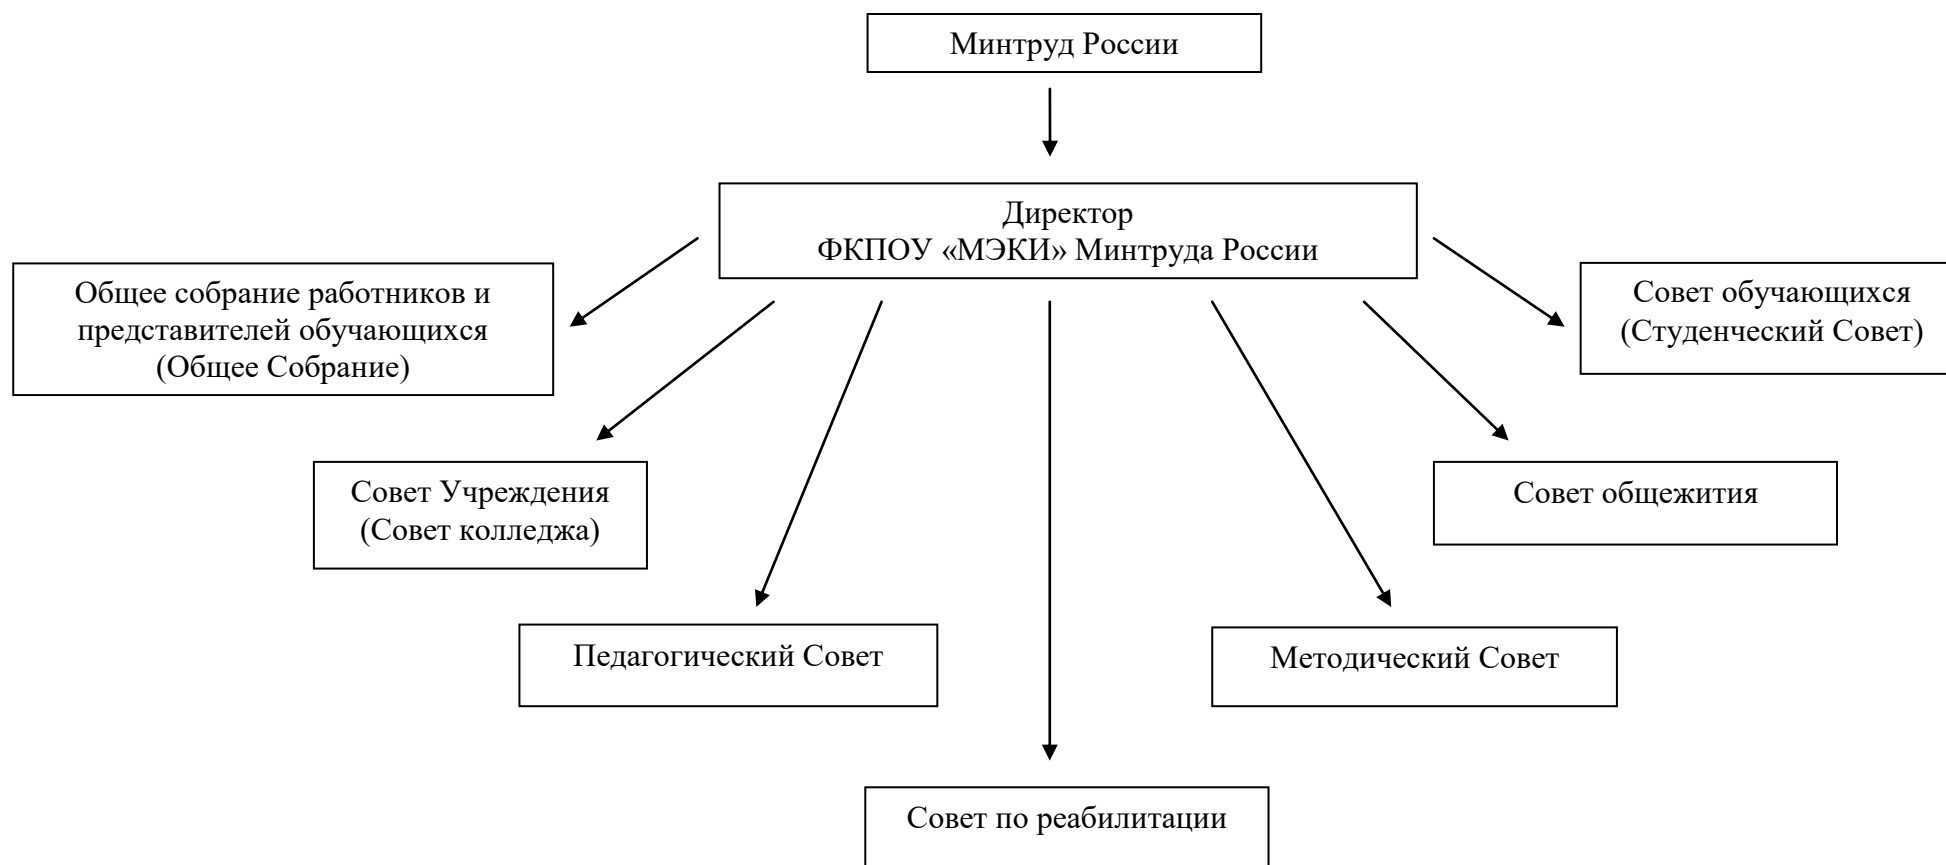 Минтруд России
Директор
ФКПОУ «МЭКИ» Минтруда России
Общее собрание работников и
представителей обучающихся
(Общее Собрание)
Совет обучающихся
(Студенческий Совет)
Совет Учреждения
(Совет колледжа)
Совет общежития
Педагогический Совет
Методический Совет
Совет по реабилитации